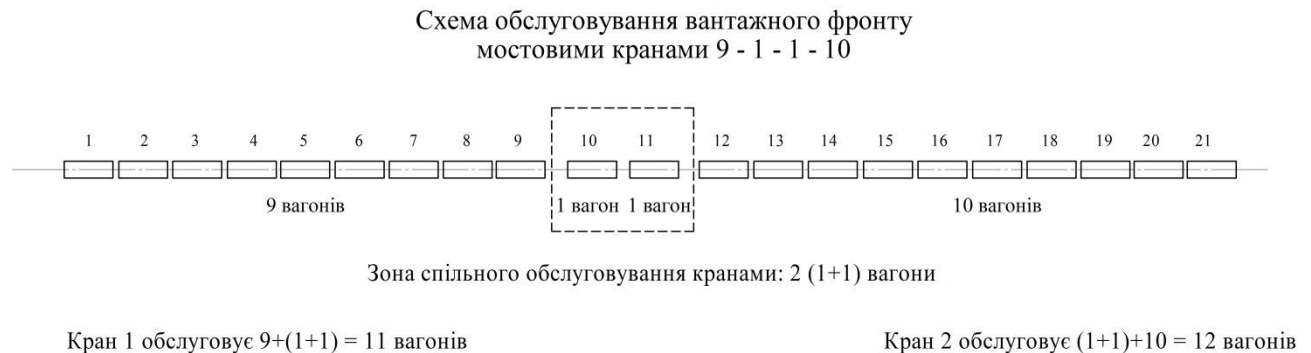 Схема обслуговування вантажного фронту
мостовими кранами 9 - 1 - 1 - 10
1 2 3 4 5 6 7 8 9 10 11 12 13 14 15 16 17 18 19 20 21
9 вагонів 1 вагон 1 вагон 10 вагонів
Зона спільного обслуговування кранами: 2 (1+1) вагони
Кран 1 обслуговує 9+(1+1) = 11 вагонів Кран 2 обслуговує (1+1)+10 = 12 вагонів